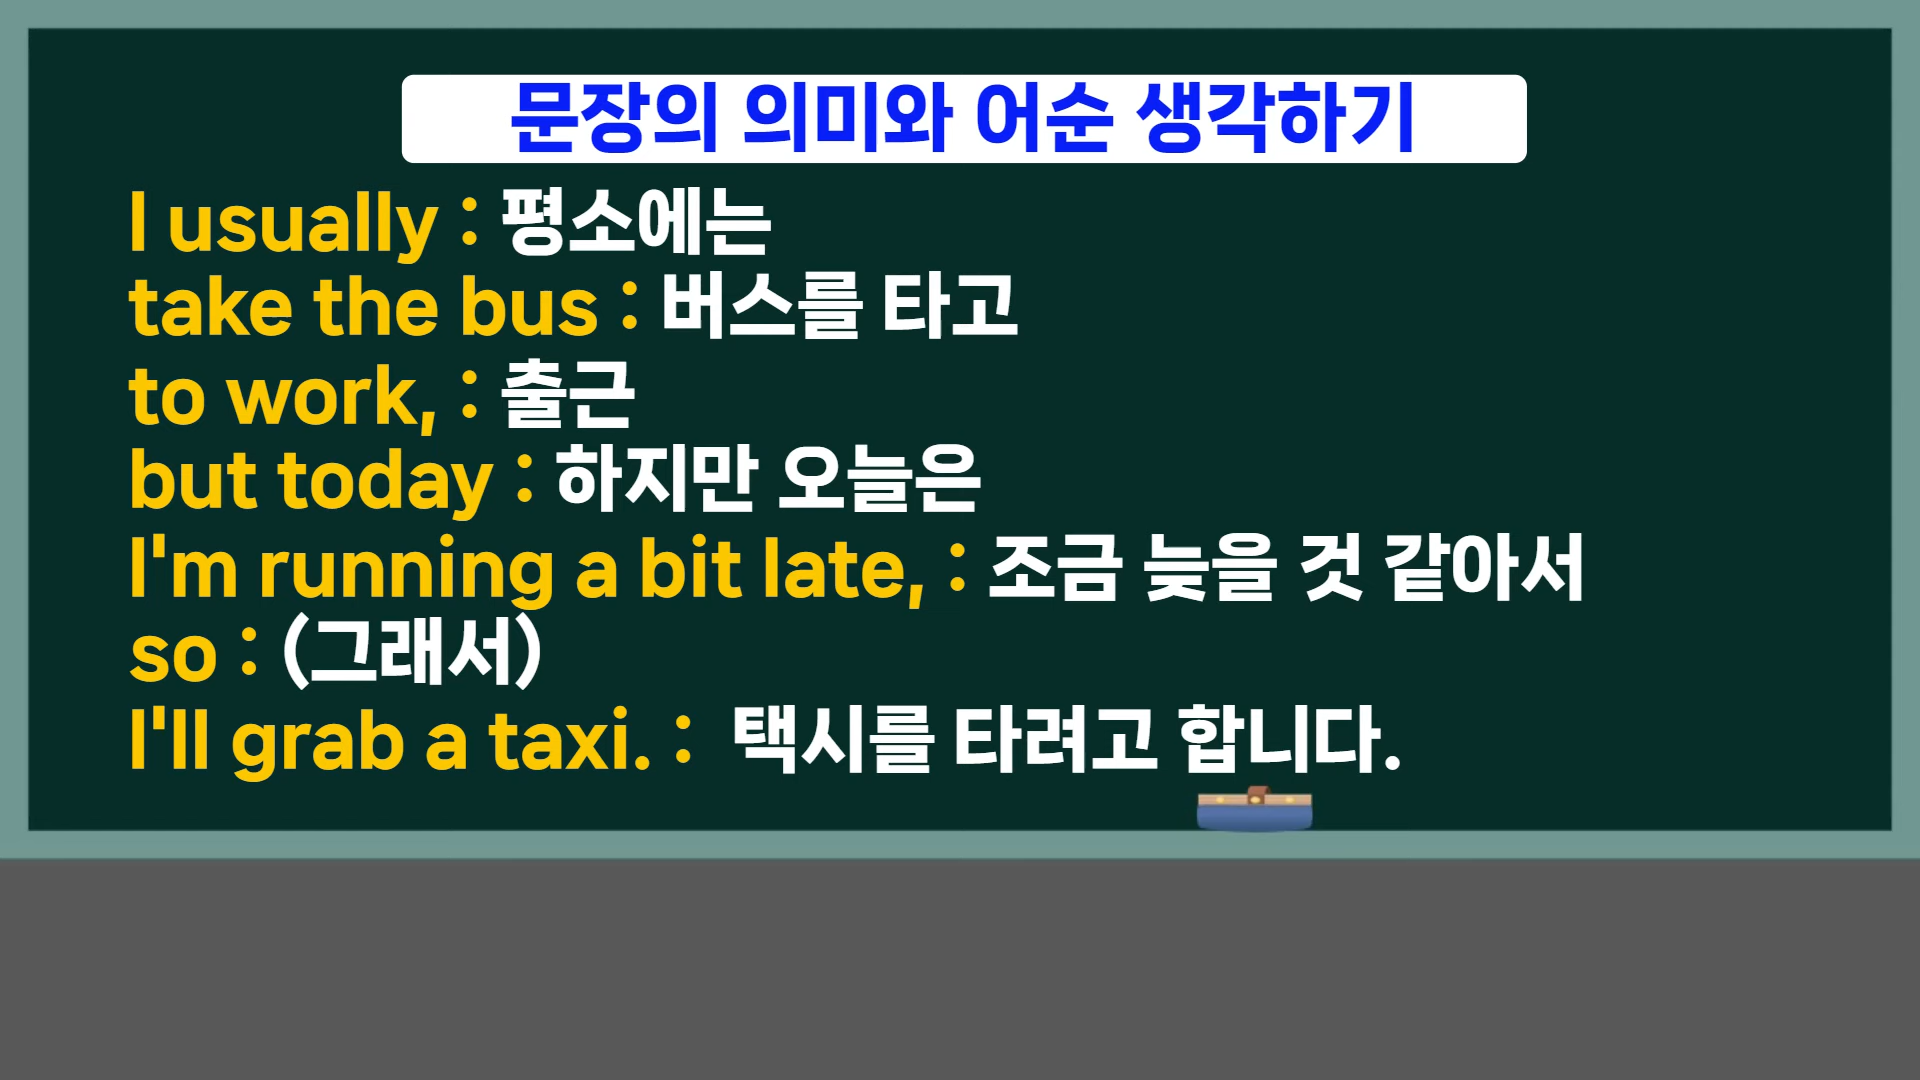 문장의 의미와 어순 생각하기
I usually : 평소에는
take the bus : 버스를 타고
to work, : 출근
but today : 하지만 오늘은
I'm running a bit late, : 조금 늦을 것 같아서
so : (그래서)
I'll grab a taxi. : 택시를 타려고 합니다.